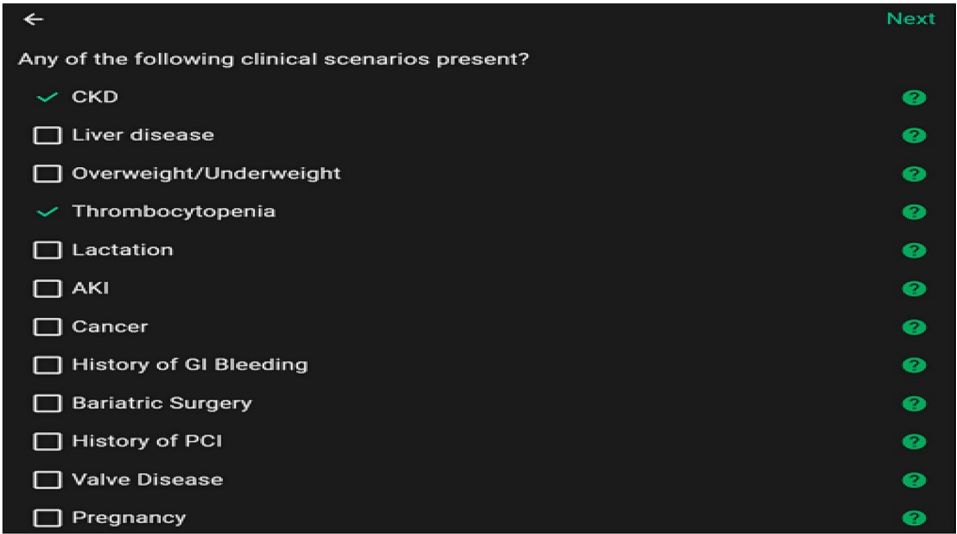 Next
Any of the following clinical scenarios present?
CKD
Liver disease
Overweight/Underweight
Thrombocytopenia
Lactation
AKI
Cancer
History of GI Bleeding
Bariatric Surgery
History of PCI
Valve Disease
Pregnancy